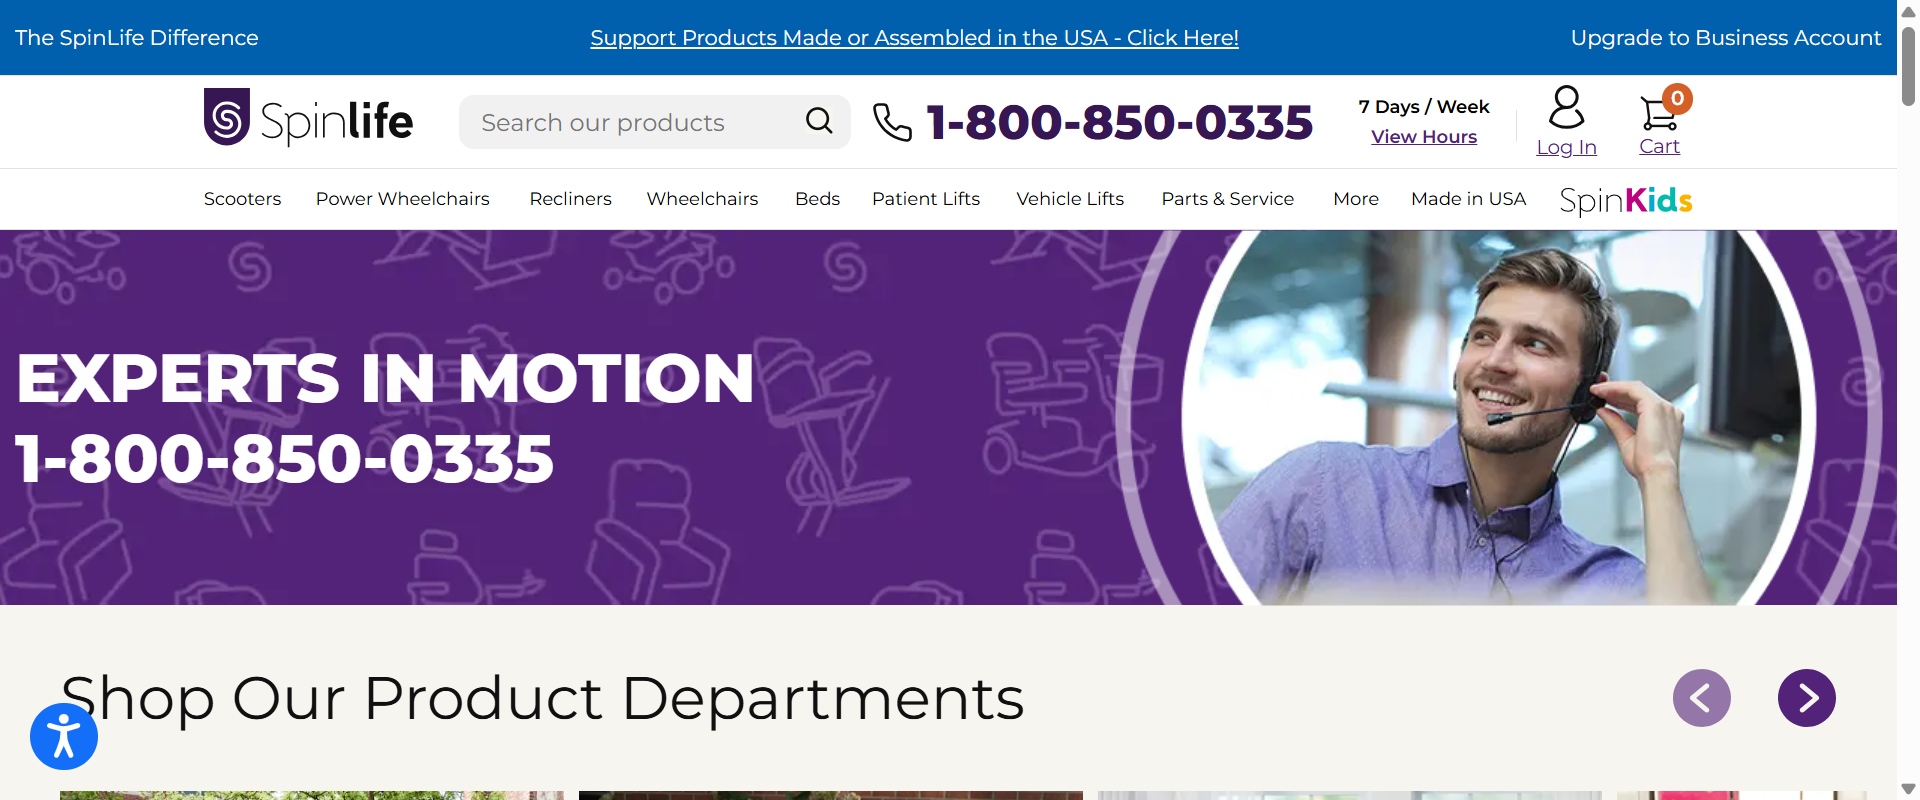 The SpinLife Difference
Support Products Made or Assembled in the USA - Click Here!
Upgrade to Business Account
Spinlife
Search our products
1-800-850-0335
7 Days / Week
View Hours
Log In
0
Cart
Scooters
Power Wheelchairs
Recliners
Wheelchairs
Beds
Patient Lifts
Vehicle Lifts
Parts & Service
More
Made in USA
SpinKids
EXPERTS IN MOTION
1-800-850-0335
Shop Our Product Departments